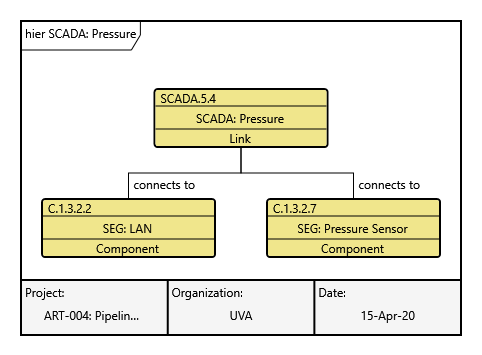 hier SCADA: Pressure
SCADA.5.4
SCADA: Pressure
Link
connects to
connects to
C.1.3.2.2
SEG: LAN
Component
C.1.3.2.7
SEG: Pressure Sensor
Component
Project:
ART-004: Pipelin...
Organization:
UVA
Date:
15-Apr-20